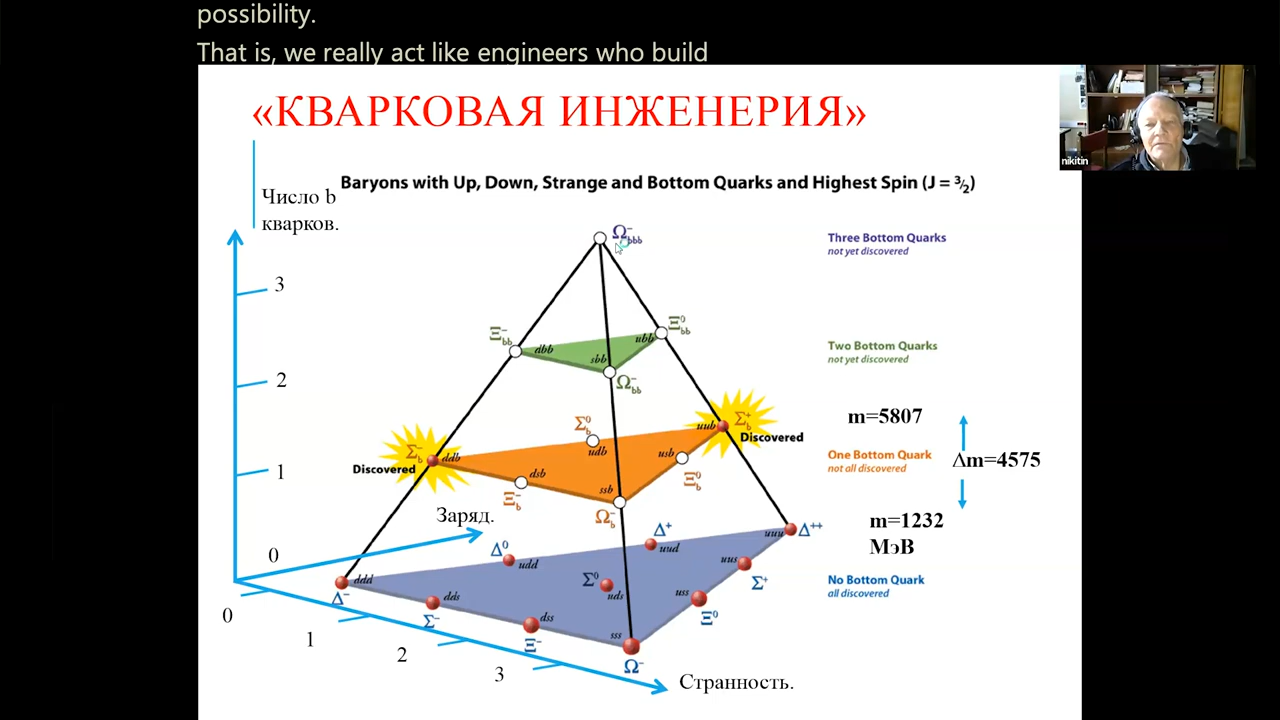 possibility.
That is, we really act like engineers who build
«КВАРКОВАЯ ИНЖЕНЕРИЯ»
nikitin
Baryons with Up, Down, Strange and Bottom Quarks and Highest Spin (J = 3/2)
Число b
кварков.
Ω⁻bbb
Three Bottom Quarks
not yet discovered
3
Ξ⁻bb
dbb
sbb
ubb
Ξ⁰bb
Ω⁻bb
Two Bottom Quarks
not yet discovered
2
m=5807
Σ⁻b
ddb
Discovered
Σ⁰b
udb
uub
Σ⁺b
Discovered
One Bottom Quark
not all discovered
Δm=4575
1
dsb
Ξ⁻b
usb
Ξ⁰b
ssb
Ω⁻b
Заряд.
m=1232
МэВ
0
Δ⁰
udd
Δ⁺
uud
uuu
Δ⁺⁺
ddd
Δ⁻
Σ⁰
uds
uus
Σ⁺
No Bottom Quark
all discovered
dds
Σ⁻
uss
Ξ⁰
dss
Ξ⁻
sss
Ω⁻
0
1
2
3
Странность.